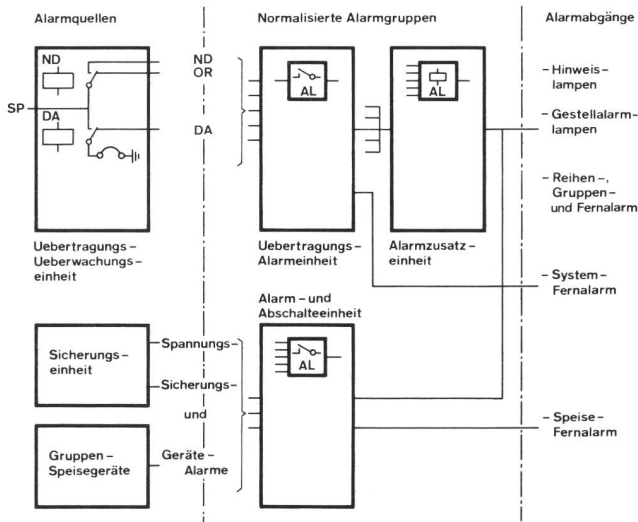 Alarmquellen
Normalisierte Alarmgruppen
Alarmabgänge
ND
SP
DA
ND
OR
DA
Uebertragungs-
Ueberwachungs-
einheit
AL
Uebertragungs-
Alarmeinheit
AL
Alarmzusatz-
einheit
- Hinweis-
lampen
- Gestellalarm-
lampen
- Reihen-,
Gruppen-
und Fernalarm
- System-
Fernalarm
Alarm- und
Abschalteeinheit
AL
Sicherungs-
einheit
Spannungs-
Sicherungs-
und
Gruppen-
Speisegeräte
Geräte-
Alarme
- Speise-
Fernalarm